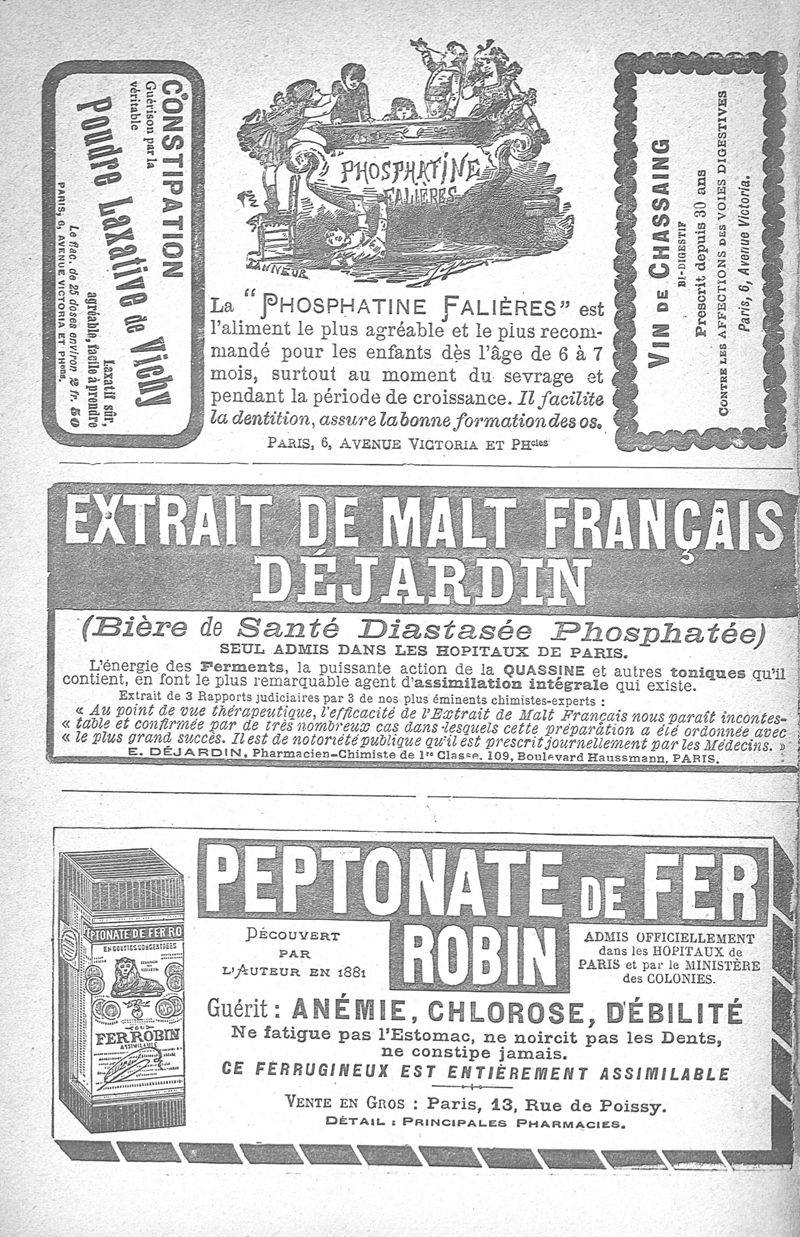 CONSTIPATION
Guérison par la
véritable
Poudre Laxative de Vichy
Laxatif sûr,
agréable, facile à prendre
Le flac. de 25 doses environ 2 fr. 50
PARIS, 6, AVENUE VICTORIA ET PHcies.
PHOSPHATINE
FALIÈRES
ZANNEUR
La "PHOSPHATINE FALIÈRES" est
l'aliment le plus agréable et le plus recom-
mandé pour les enfants dès l'âge de 6 à 7
mois, surtout au moment du sevrage et
pendant la période de croissance. Il facilite
la dentition, assure la bonne formation des os.
PARIS, 6, AVENUE VICTORIA ET PHcies
VIN DE CHASSAING
BI-DIGESTIF
Prescrit depuis 30 ans
CONTRE LES AFFECTIONS DES VOIES DIGESTIVES
Paris, 6, Avenue Victoria.
EXTRAIT DE MALT FRANÇAIS
DÉJARDIN
(Bière de Santé Diastasée Phosphatée)
SEUL ADMIS DANS LES HOPITAUX DE PARIS.
L'énergie des Ferments, la puissante action de la QUASSINE et autres toniques qu'il
contient, en font le plus remarquable agent d'assimilation intégrale qui existe.
Extrait de 3 Rapports judiciaires par 3 de nos plus éminents chimistes-experts :
« Au point de vue thérapeutique, l'efficacité de l'Extrait de Malt Français nous paraît incontes-
« table et confirmée par de très nombreux cas dans lesquels cette préparation a été ordonnée avec
« le plus grand succès. Il est de notoriété publique qu'il est prescrit journellement par les Médecins. »
E. DÉJARDIN, Pharmacien-Chimiste de 1re Classe, 109, Boulevard Haussmann, PARIS.
PEPTONATE DE FER
ROBIN
DÉCOUVERT
PAR
L'AUTEUR EN 1881
ADMIS OFFICIELLEMENT
dans les HOPITAUX de
PARIS et par le MINISTÈRE
des COLONIES.
Guérit : ANÉMIE, CHLOROSE, DÉBILITÉ
Ne fatigue pas l'Estomac, ne noircit pas les Dents,
ne constipe jamais.
CE FERRUGINEUX EST ENTIÈREMENT ASSIMILABLE
VENTE EN GROS : Paris, 13, Rue de Poissy.
DÉTAIL : PRINCIPALES PHARMACIES.
PEPTONATE DE FER RO
EN GOUTTES CONCENTRÉES
OU
FER ROBIN
ASSIMILABLE